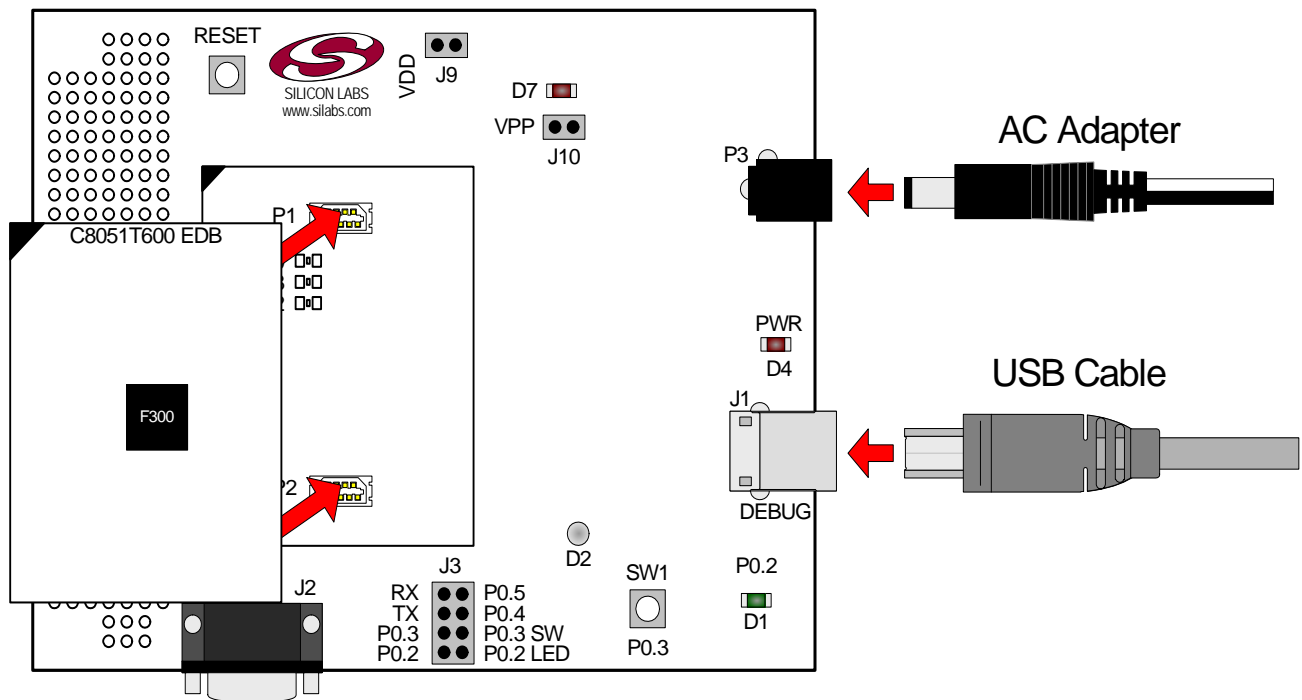 RESET
SILICON LABS
www.silabs.com
VDD
J9
D7
VPP
J10
AC Adapter
P3
P1
C8051T600 EDB
F300
P2
PWR
D4
USB Cable
J1
DEBUG
D2
J2
J3
RX P0.5
TX P0.4
P0.3 P0.3 SW
P0.2 P0.2 LED
SW1
P0.3
P0.2
D1